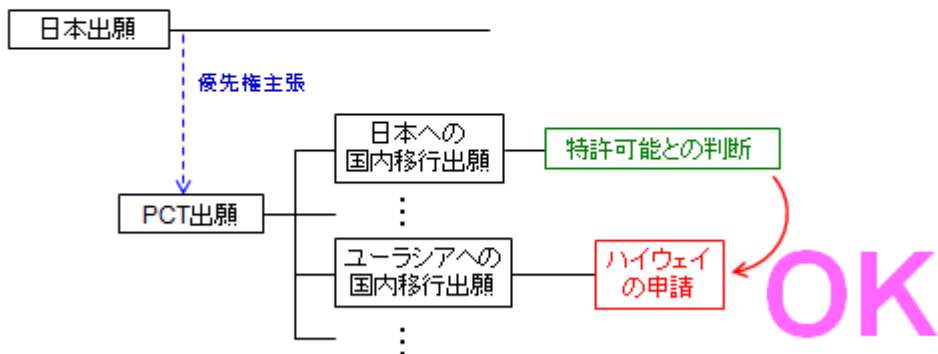 日本出願
優先権主張
日本への
国内移行出願
特許可能との判断
PCT出願
⋮
ユーラシアへの
国内移行出願
ハイウェイ
の申請
OK
⋮